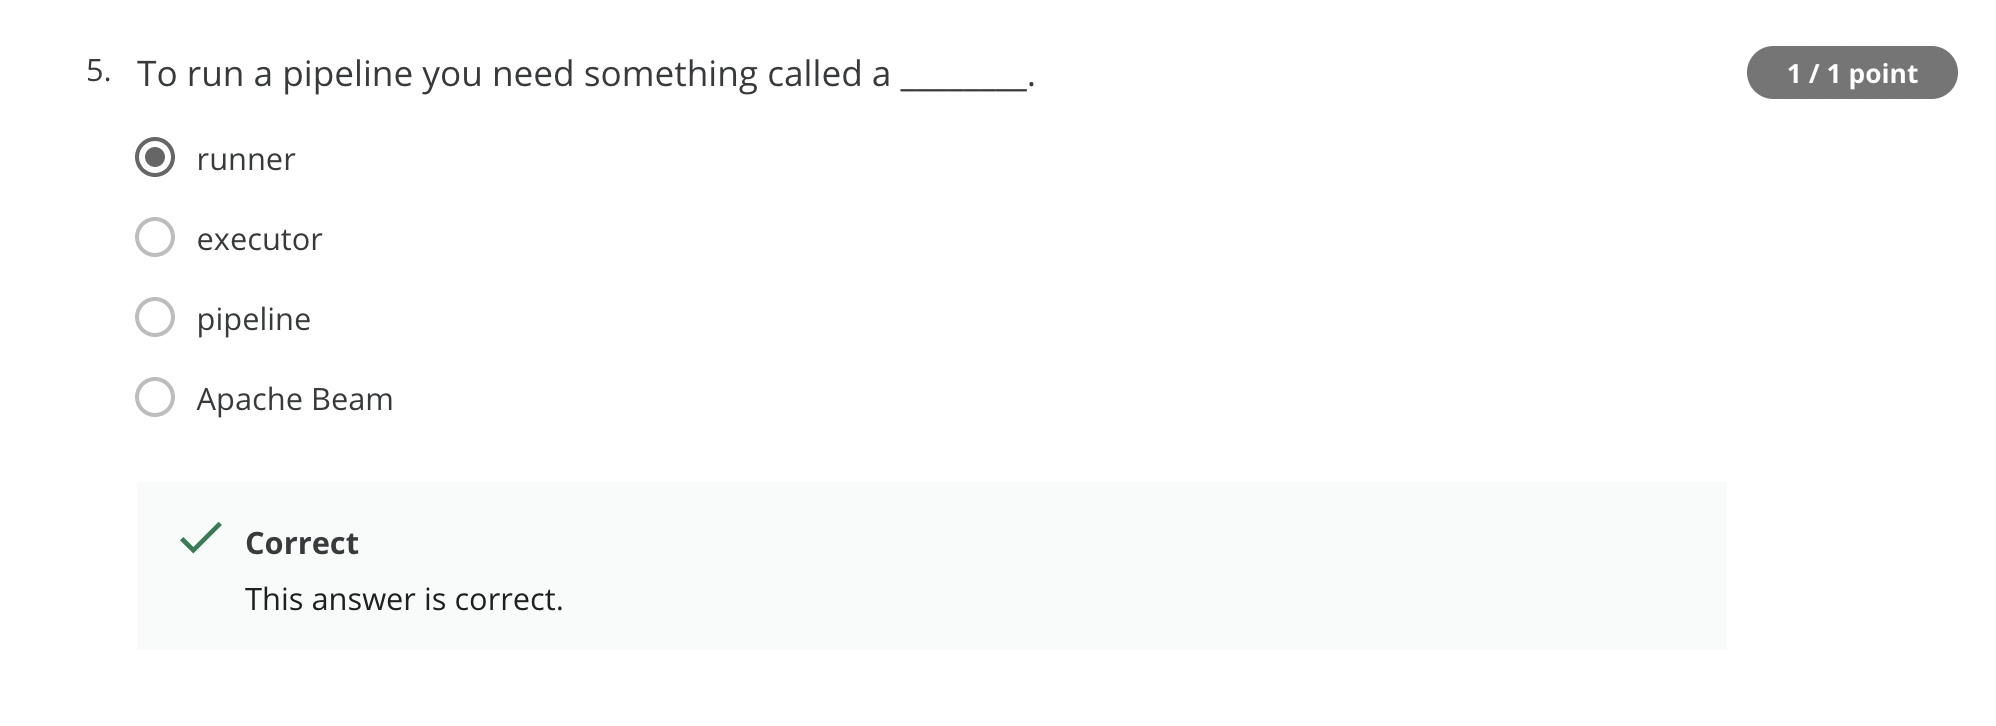 5. To run a pipeline you need something called a ________.
1 / 1 point
runner
executor
pipeline
Apache Beam
Correct
This answer is correct.